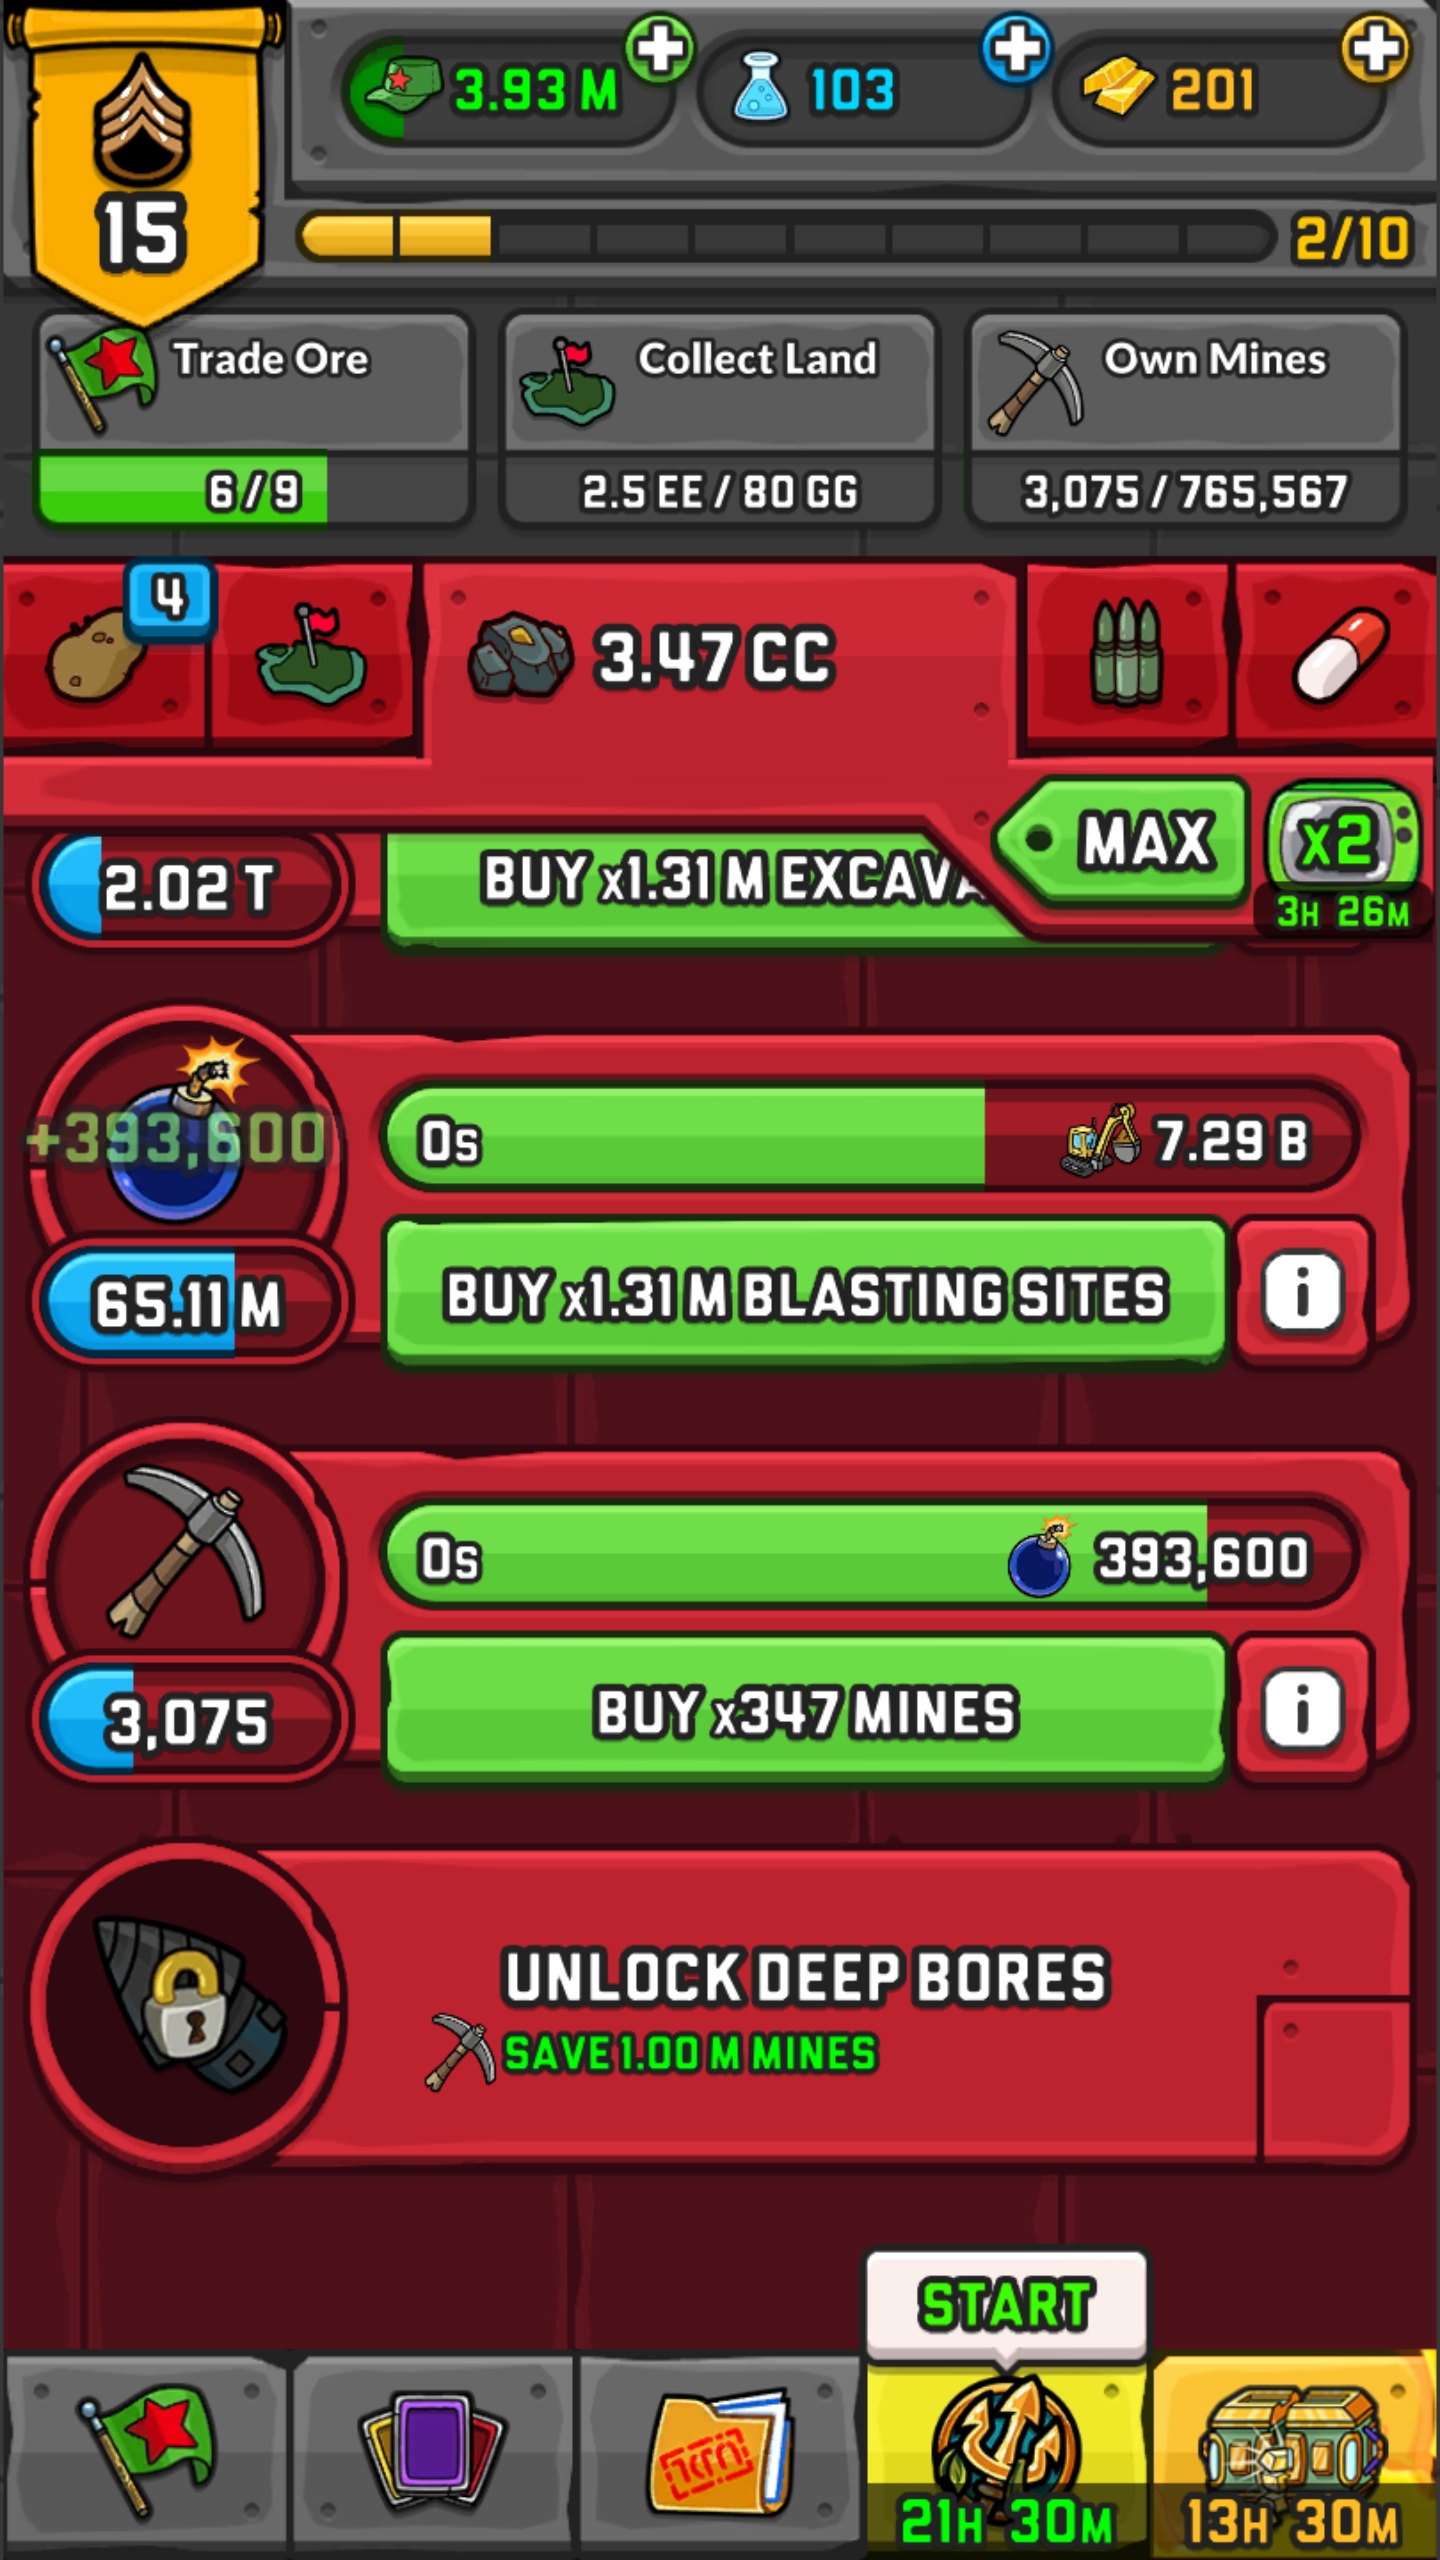 3.93 M
103
201
15
2/10
Trade Ore
Collect Land
Own Mines
6/9
2.5 EE / 80 GG
3,075 / 765,567
4
3.47 CC
MAX
x2
3H 26M
2.02 T
BUY x1.31 M EXCAVA
+393,600
0s
7.29 B
65.11 M
BUY x1.31 M BLASTING SITES
i
0s
393,600
3,075
BUY x347 MINES
i
UNLOCK DEEP BORES
SAVE 1.00 M MINES
START
21H 30M
13H 30M